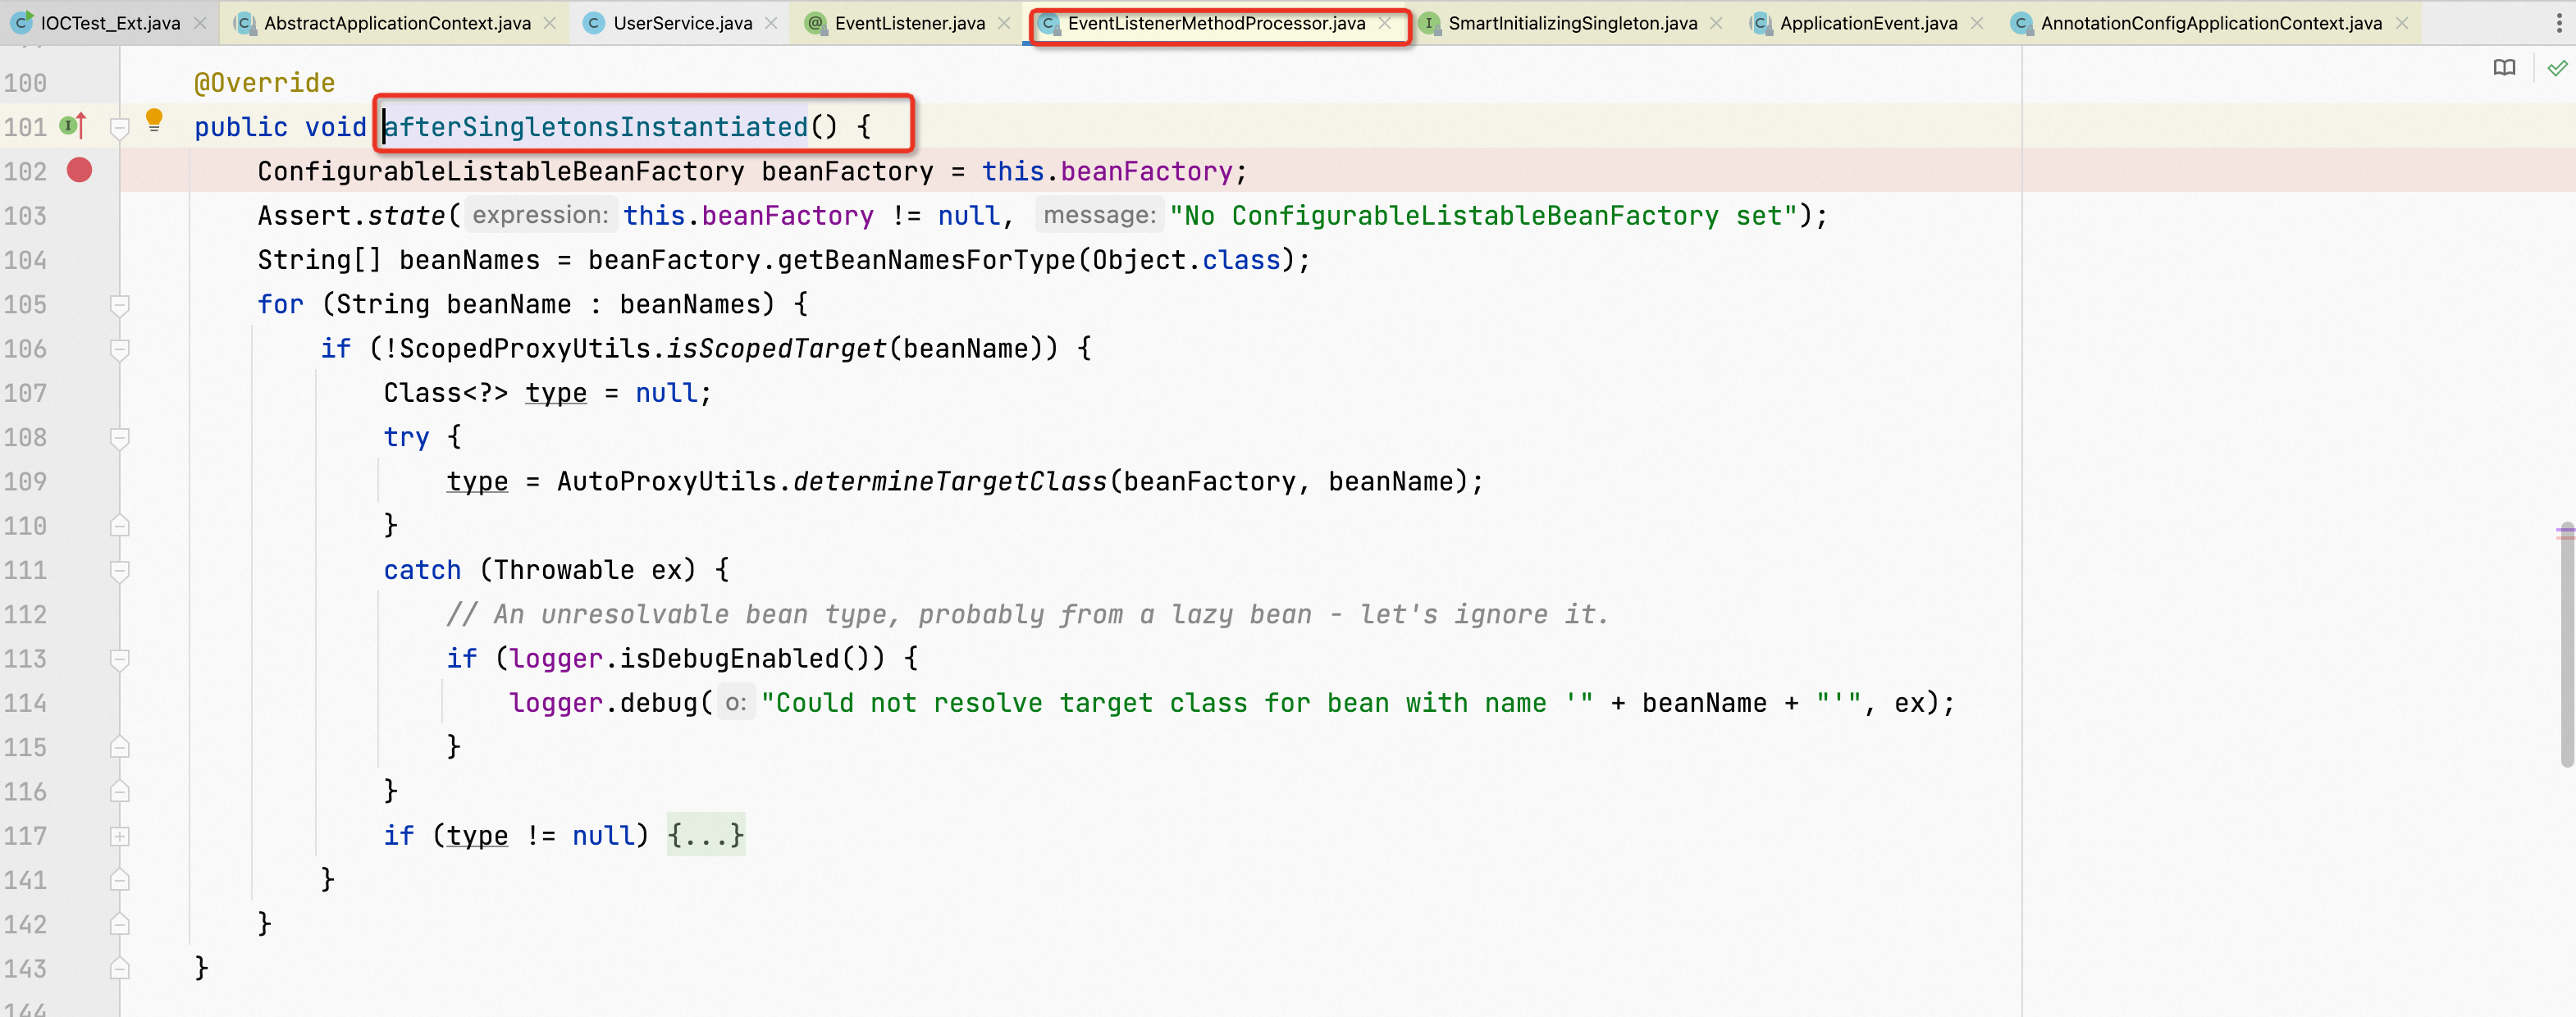 IOCTest_Ext.java AbstractApplicationContext.java UserService.java EventListener.java EventListenerMethodProcessor.java SmartInitializingSingleton.java ApplicationEvent.java AnnotationConfigApplicationContext.java
100 @Override
101 public void afterSingletonsInstantiated() {
102 ConfigurableListableBeanFactory beanFactory = this.beanFactory;
103 Assert.state( expression: this.beanFactory != null, message: "No ConfigurableListableBeanFactory set");
104 String[] beanNames = beanFactory.getBeanNamesForType(Object.class);
105 for (String beanName : beanNames) {
106 if (!ScopedProxyUtils.isScopedTarget(beanName)) {
107 Class<?> type = null;
108 try {
109 type = AutoProxyUtils.determineTargetClass(beanFactory, beanName);
110 }
111 catch (Throwable ex) {
112 // An unresolvable bean type, probably from a lazy bean - let's ignore it.
113 if (logger.isDebugEnabled()) {
114 logger.debug( o: "Could not resolve target class for bean with name '" + beanName + "'", ex);
115 }
116 }
117 if (type != null) {...}
141 }
142 }
143 }
144